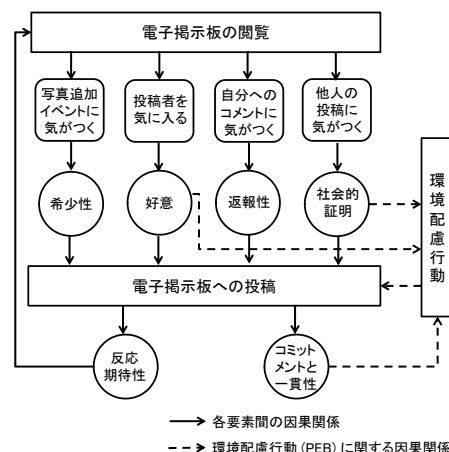 電子掲示板の閲覧
写真追加
イベントに
気がつく
投稿者を
気に入る
自分への
コメントに
気がつく
他人の
投稿に
気がつく
希少性
好意
返報性
社会的
証明
環境配慮行動
電子掲示板への投稿
反応
期待性
コミット
メントと
一貫性
各要素間の因果関係
環境配慮行動 (PEB) に関する因果関係